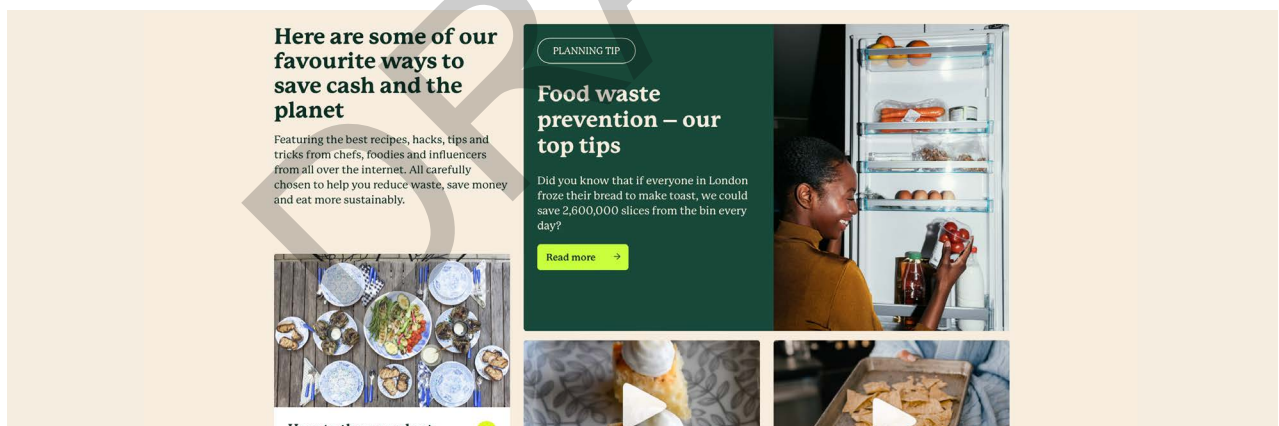 Here are some of our
favourite ways to
save cash and the
planet
Featuring the best recipes, hacks, tips and
tricks from chefs, foodies and influencers
from all over the internet. All carefully
chosen to help you reduce waste, save money
and eat more sustainably.
PLANNING TIP
Food waste
prevention – our
top tips
Did you know that if everyone in London
froze their bread to make toast, we could
save 2,600,000 slices from the bin every
day?
Read more →
DRA